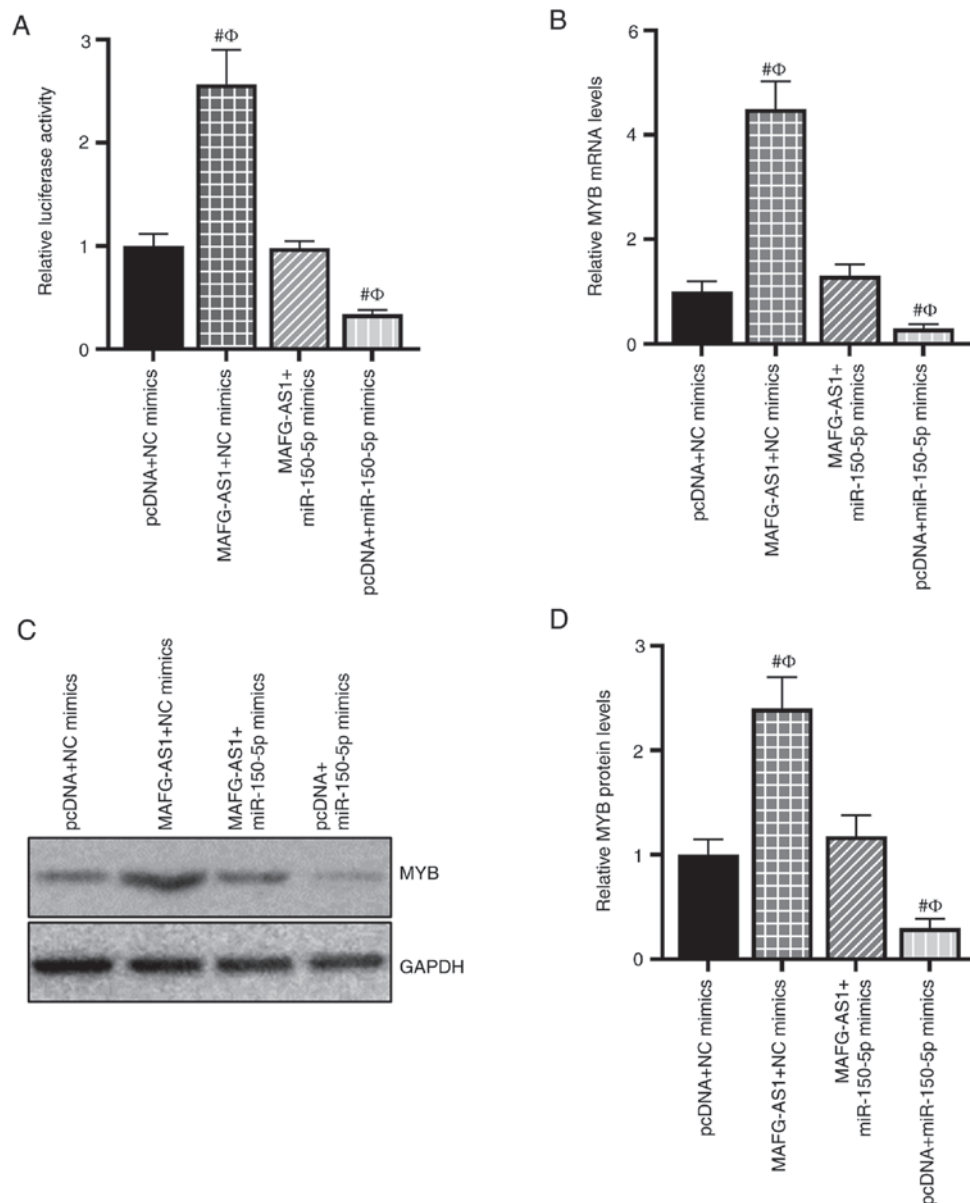 A
Relative luciferase activity
3
2
1
0
#Φ
#Φ
pcDNA+NC mimics
MAFG-AS1+NC mimics
MAFG-AS1+
miR-150-5p mimics
pcDNA+miR-150-5p mimics
B
Relative MYB mRNA levels
6
4
2
0
#Φ
#Φ
pcDNA+NC mimics
MAFG-AS1+NC mimics
MAFG-AS1+
miR-150-5p mimics
pcDNA+miR-150-5p mimics
C
pcDNA+NC mimics
MAFG-AS1+NC mimics
MAFG-AS1+
miR-150-5p mimics
pcDNA+
miR-150-5p mimics
MYB
GAPDH
D
Relative MYB protein levels
3
2
1
0
#Φ
#Φ
pcDNA+NC mimics
MAFG-AS1+NC mimics
MAFG-AS1+
miR-150-5p mimics
pcDNA+miR-150-5p mimics